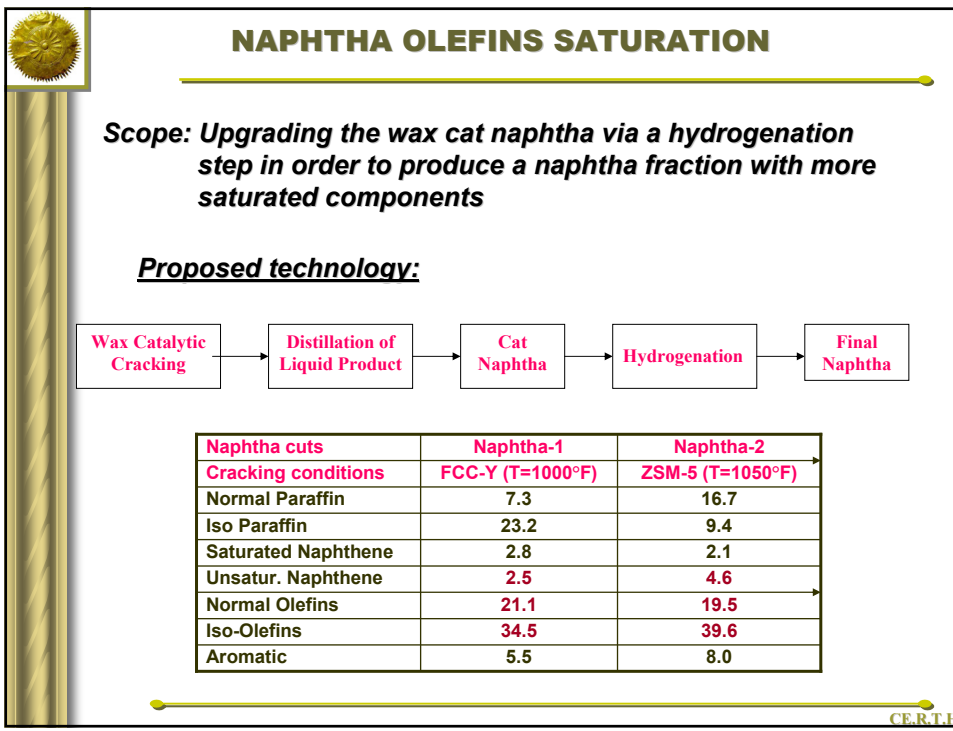 NAPHTHA OLEFINS SATURATION
Scope: Upgrading the wax cat naphtha via a hydrogenation
step in order to produce a naphtha fraction with more
saturated components
Proposed technology:
Wax Catalytic
Cracking
Distillation of
Liquid Product
Cat
Naphtha
Hydrogenation
Final
Naphtha
Naphtha cuts Naphtha-1 Naphtha-2
Cracking conditions FCC-Y (T=1000°F) ZSM-5 (T=1050°F)
Normal Paraffin 7.3 16.7
Iso Paraffin 23.2 9.4
Saturated Naphthene 2.8 2.1
Unsatur. Naphthene 2.5 4.6
Normal Olefins 21.1 19.5
Iso-Olefins 34.5 39.6
Aromatic 5.5 8.0
CE.R.T.H